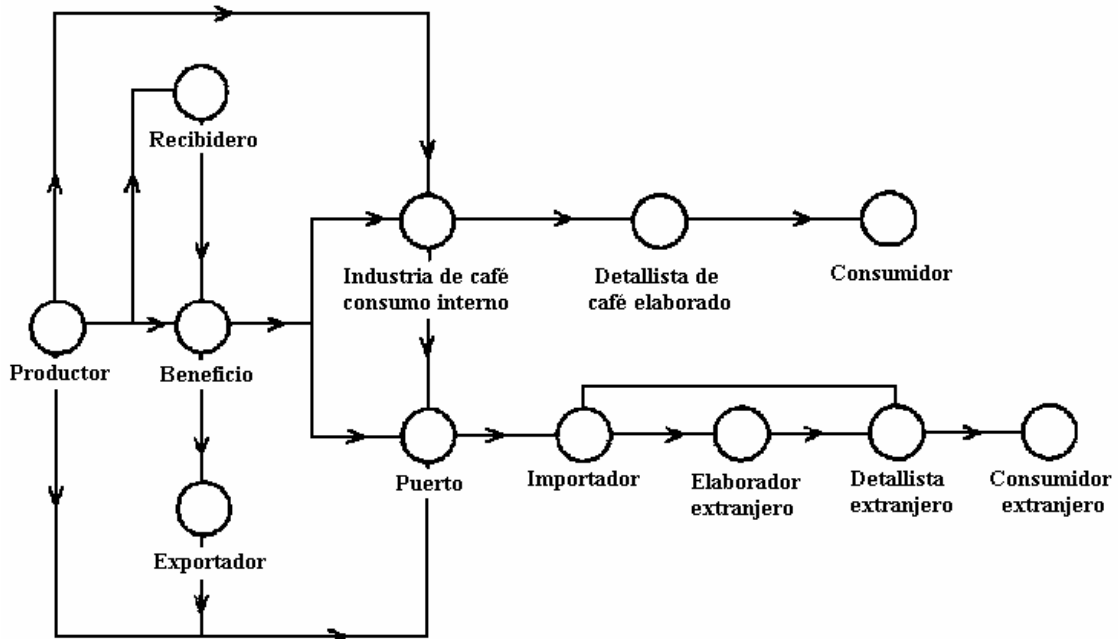 Recibidero
Industria de café
consumo interno
Detallista de
café elaborado
Consumidor
Productor
Beneficio
Puerto
Importador
Elaborador
extranjero
Detallista
extranjero
Consumidor
extranjero
Exportador